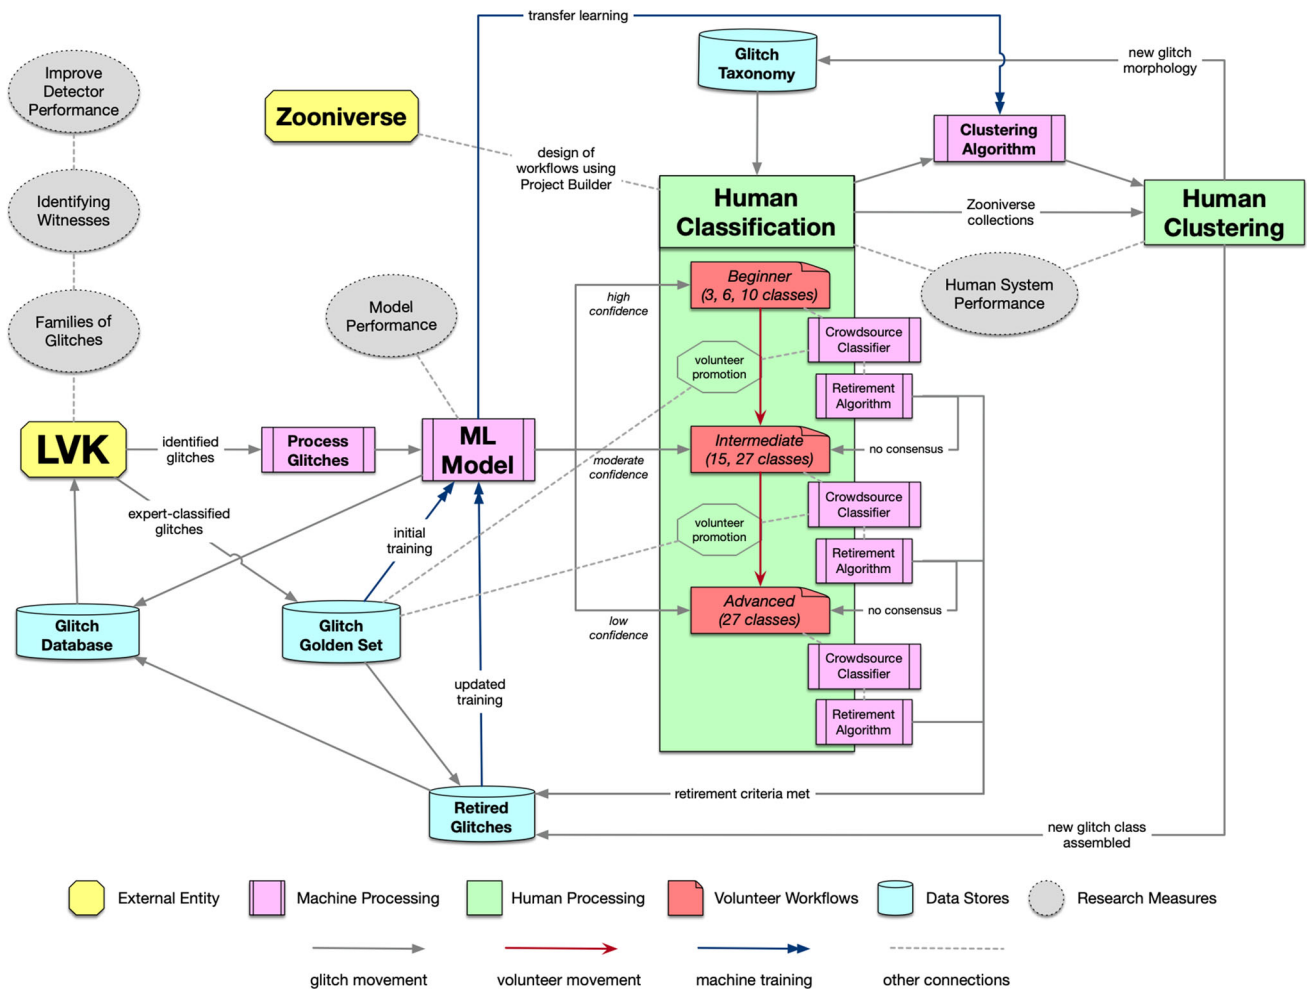 transfer learning
Glitch
Taxonomy
new glitch
morphology
Improve
Detector
Performance
Zooniverse
Clustering
Algorithm
design of
workflows using
Project Builder
Identifying
Witnesses
Human
Classification
Zooniverse
collections
Human
Clustering
Beginner
(3, 6, 10 classes)
high
confidence
Human System
Performance
Model
Performance
Families of
Glitches
Crowdsource
Classifier
volunteer
promotion
Retirement
Algorithm
LVK
identified
glitches
Process
Glitches
ML
Model
moderate
confidence
Intermediate
(15, 27 classes)
no consensus
expert-classified
glitches
initial
training
Crowdsource
Classifier
volunteer
promotion
Retirement
Algorithm
Glitch
Database
Glitch
Golden Set
low
confidence
Advanced
(27 classes)
no consensus
Crowdsource
Classifier
updated
training
Retirement
Algorithm
Retired
Glitches
retirement criteria met
new glitch class
assembled
External Entity
Machine Processing
Human Processing
Volunteer Workflows
Data Stores
Research Measures
glitch movement
volunteer movement
machine training
other connections